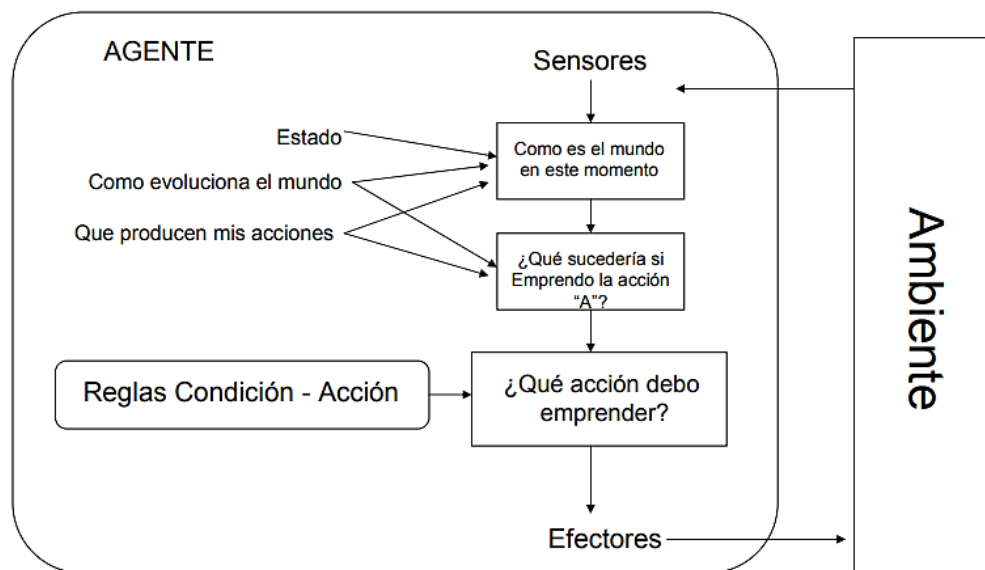 AGENTE
Sensores
Estado
Como es el mundo
en este momento
Como evoluciona el mundo
Que producen mis acciones
¿Qué sucedería si
Emprendo la acción
“A”?
Reglas Condición - Acción
¿Qué acción debo
emprender?
Efectores
Ambiente